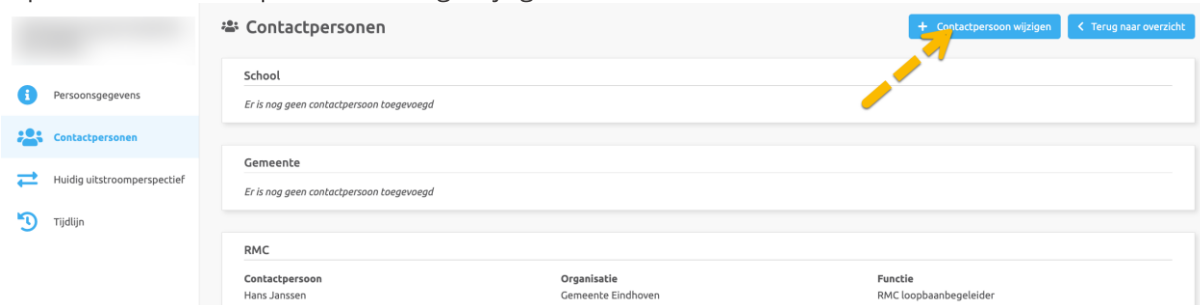 Contactpersonen
+ Contactpersoon wijzigen
< Terug naar overzicht
Persoonsgegevens
Contactpersonen
Huidig uitstroomperspectief
Tijdlijn
School
Er is nog geen contactpersoon toegevoegd
Gemeente
Er is nog geen contactpersoon toegevoegd
RMC
Contactpersoon Organisatie Functie
Hans Janssen Gemeente Eindhoven RMC loopbaanbegeleider